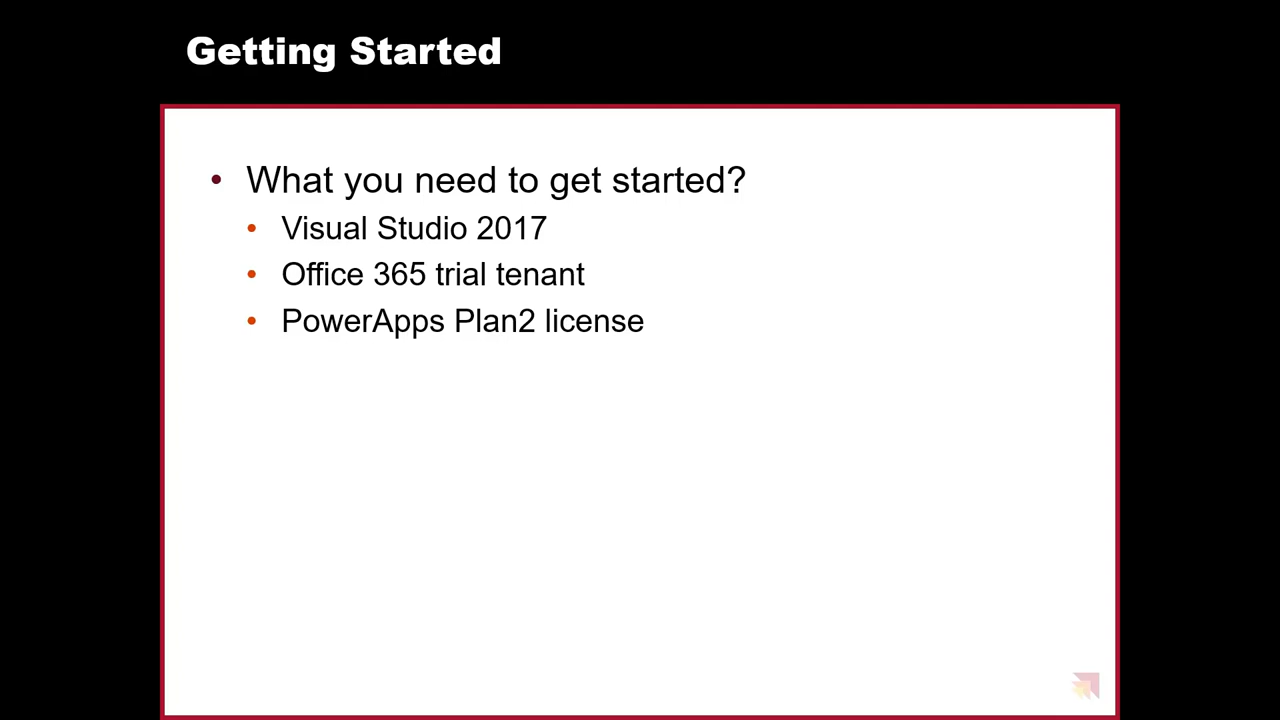 Getting Started
• What you need to get started?
• Visual Studio 2017
• Office 365 trial tenant
• PowerApps Plan2 license